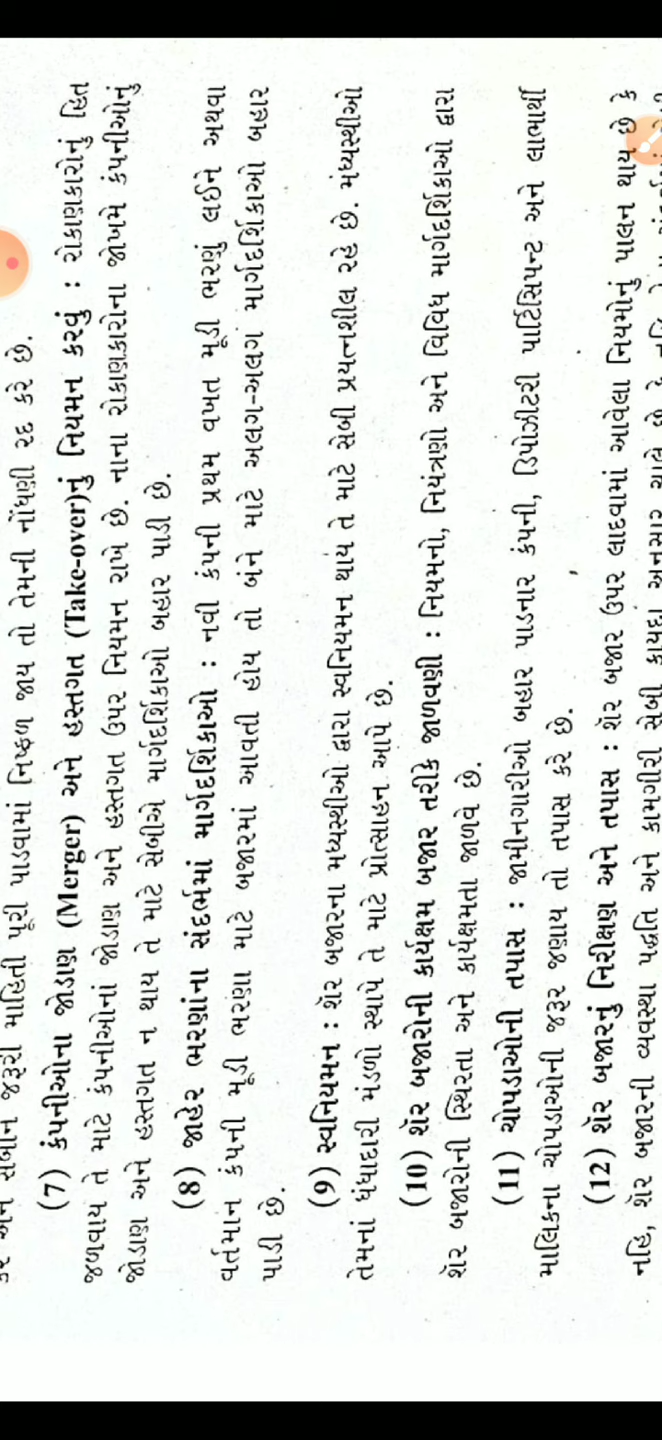 કરે અને સેબીને જરૂરી માહિતી પૂરી પાડવામાં નિષ્ફળ જાય તો તેમની નોંધણી રદ કરે છે.
(7) કંપનીઓના જોડાણ (Merger) અને હસ્તગત (Take-over)નું નિયમન કરવું : રોકાણકારોનું હિત
જળવાય તે માટે કંપનીઓનાં જોડાણ અને હસ્તગત ઉપર નિયમન રાખે છે. નાના રોકાણકારોના જોખમે કંપનીઓનું
જોડાણ અને હસ્તગત ન થાય તે માટે સેબીએ માર્ગદર્શિકાઓ બહાર પાડી છે.
(8) જાહેર ભરણાંના સંદર્ભમાં માર્ગદર્શિકાઓ : નવી કંપની પ્રથમ વખત મૂડી ભરણું લઈને અથવા
વર્તમાન કંપની મૂડી ભરણા માટે બજારમાં આવતી હોય તો બંને માટે અલગ-અલગ માર્ગદર્શિકાઓ બહાર
પાડી છે.
(9) સ્વનિયમન : શૅર બજારના મધ્યસ્થીઓ દ્વારા સ્વનિયમન થાય તે માટે સેબી પ્રયત્નશીલ રહે છે. મધ્યસ્થીઓ
તેમનાં ધંધાદારી મંડળો સ્થાપે તે માટે પ્રોત્સાહન આપે છે.
(10) શૅર બજારોની કાર્યક્ષમ બજાર તરીકે જાળવણી : નિયમનો, નિયંત્રણો અને વિવિધ માર્ગદર્શિકાઓ દ્વારા
શૅર બજારોની સ્થિરતા અને કાર્યક્ષમતા જાળવે છે.
(11) ચોપડાઓની તપાસ : જામીનગારીઓ બહાર પાડનાર કંપની, ડિપોઝીટરી પાર્ટિસિપન્ટ અને લાભાર્થી
માલિકના ચોપડાઓની જરૂર જણાય તો તપાસ કરે છે.
(12) શૅર બજારનું નિરીક્ષણ અને તપાસ : શૅર બજાર ઉપર લાદવામાં આવેલા નિયમોનું પાલન થાય છે કે
નહિ, શૅર બજારની વ્યવસ્થા પદ્ધતિ અને કામગીરી સેબી કાયદા અનુસાર ચાલે છે કે નહિ